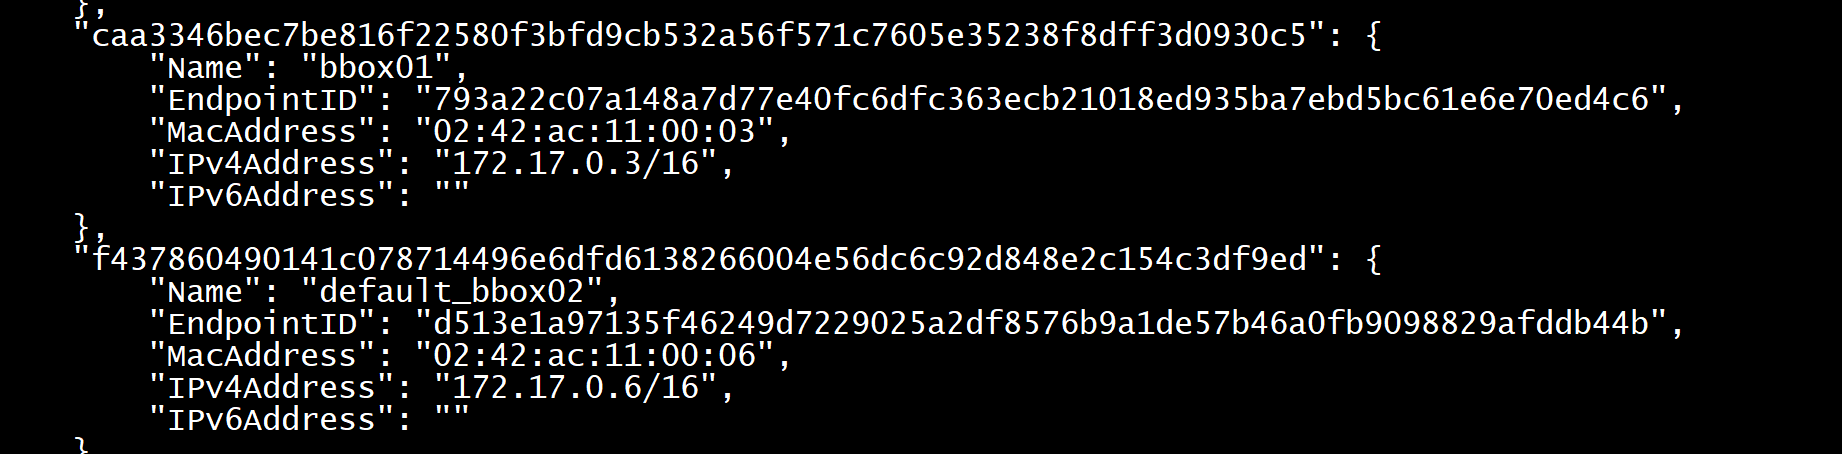 },
"caa3346bec7be816f22580f3bfd9cb532a56f571c7605e35238f8dff3d0930c5": {
"Name": "bbox01",
"EndpointID": "793a22c07a148a7d77e40fc6dfc363ecb21018ed935ba7ebd5bc61e6e70ed4c6",
"MacAddress": "02:42:ac:11:00:03",
"IPv4Address": "172.17.0.3/16",
"IPv6Address": ""
},
"f437860490141c078714496e6dfd6138266004e56dc6c92d848e2c154c3df9ed": {
"Name": "default_bbox02",
"EndpointID": "d513e1a97135f46249d7229025a2df8576b9a1de57b46a0fb9098829afddb44b",
"MacAddress": "02:42:ac:11:00:06",
"IPv4Address": "172.17.0.6/16",
"IPv6Address": ""
}